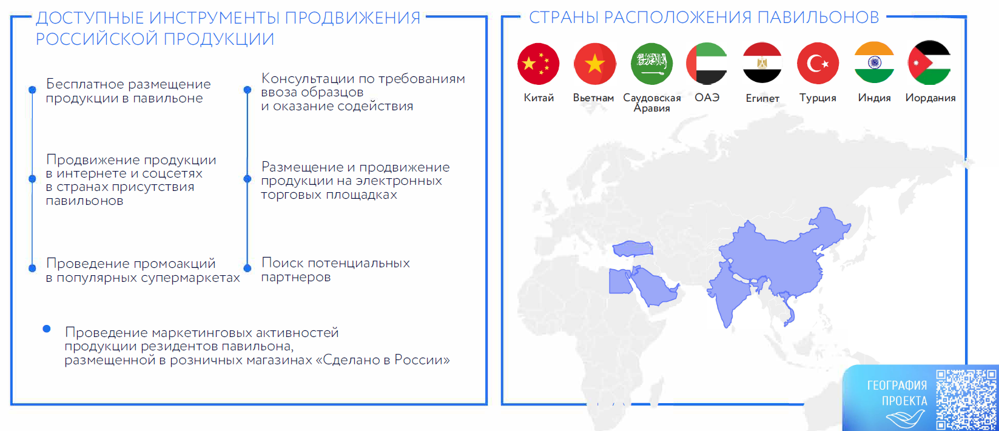 ДОСТУПНЫЕ ИНСТРУМЕНТЫ ПРОДВИЖЕНИЯ
РОССИЙСКОЙ ПРОДУКЦИИ
Бесплатное размещение
продукции в павильоне
Продвижение продукции
в интернете и соцсетях
в странах присутствия
павильонов
Проведение промоакций
в популярных супермаркетах
Консультации по требованиям
ввоза образцов
и оказание содействия
Размещение и продвижение
продукции на электронных
торговых площадках
Поиск потенциальных
партнеров
Проведение маркетинговых активностей
продукции резидентов павильона,
размещенной в розничных магазинах «Сделано в России»
СТРАНЫ РАСПОЛОЖЕНИЯ ПАВИЛЬОНОВ
Китай
Вьетнам
Саудовская
Аравия
ОАЭ
Египет
Турция
Индия
Иордания
ГЕОГРАФИЯ
ПРОЕКТА